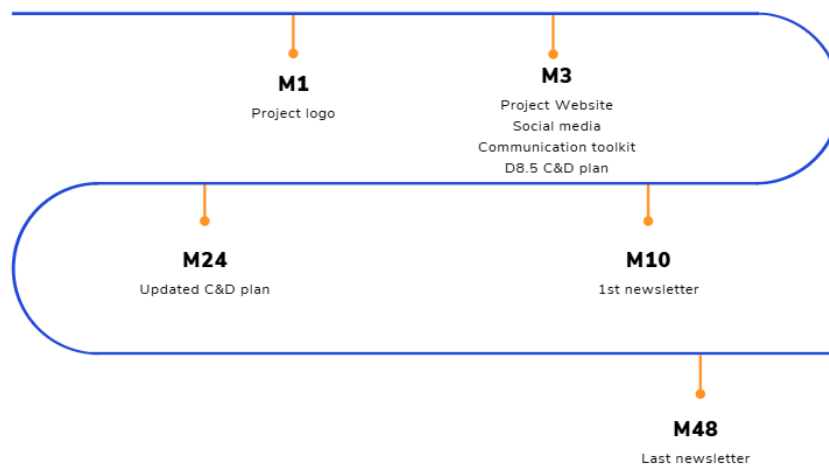 M1
Project logo
M3
Project Website
Social media
Communication toolkit
D8.5 C&D plan
M10
1st newsletter
M24
Updated C&D plan
M48
Last newsletter